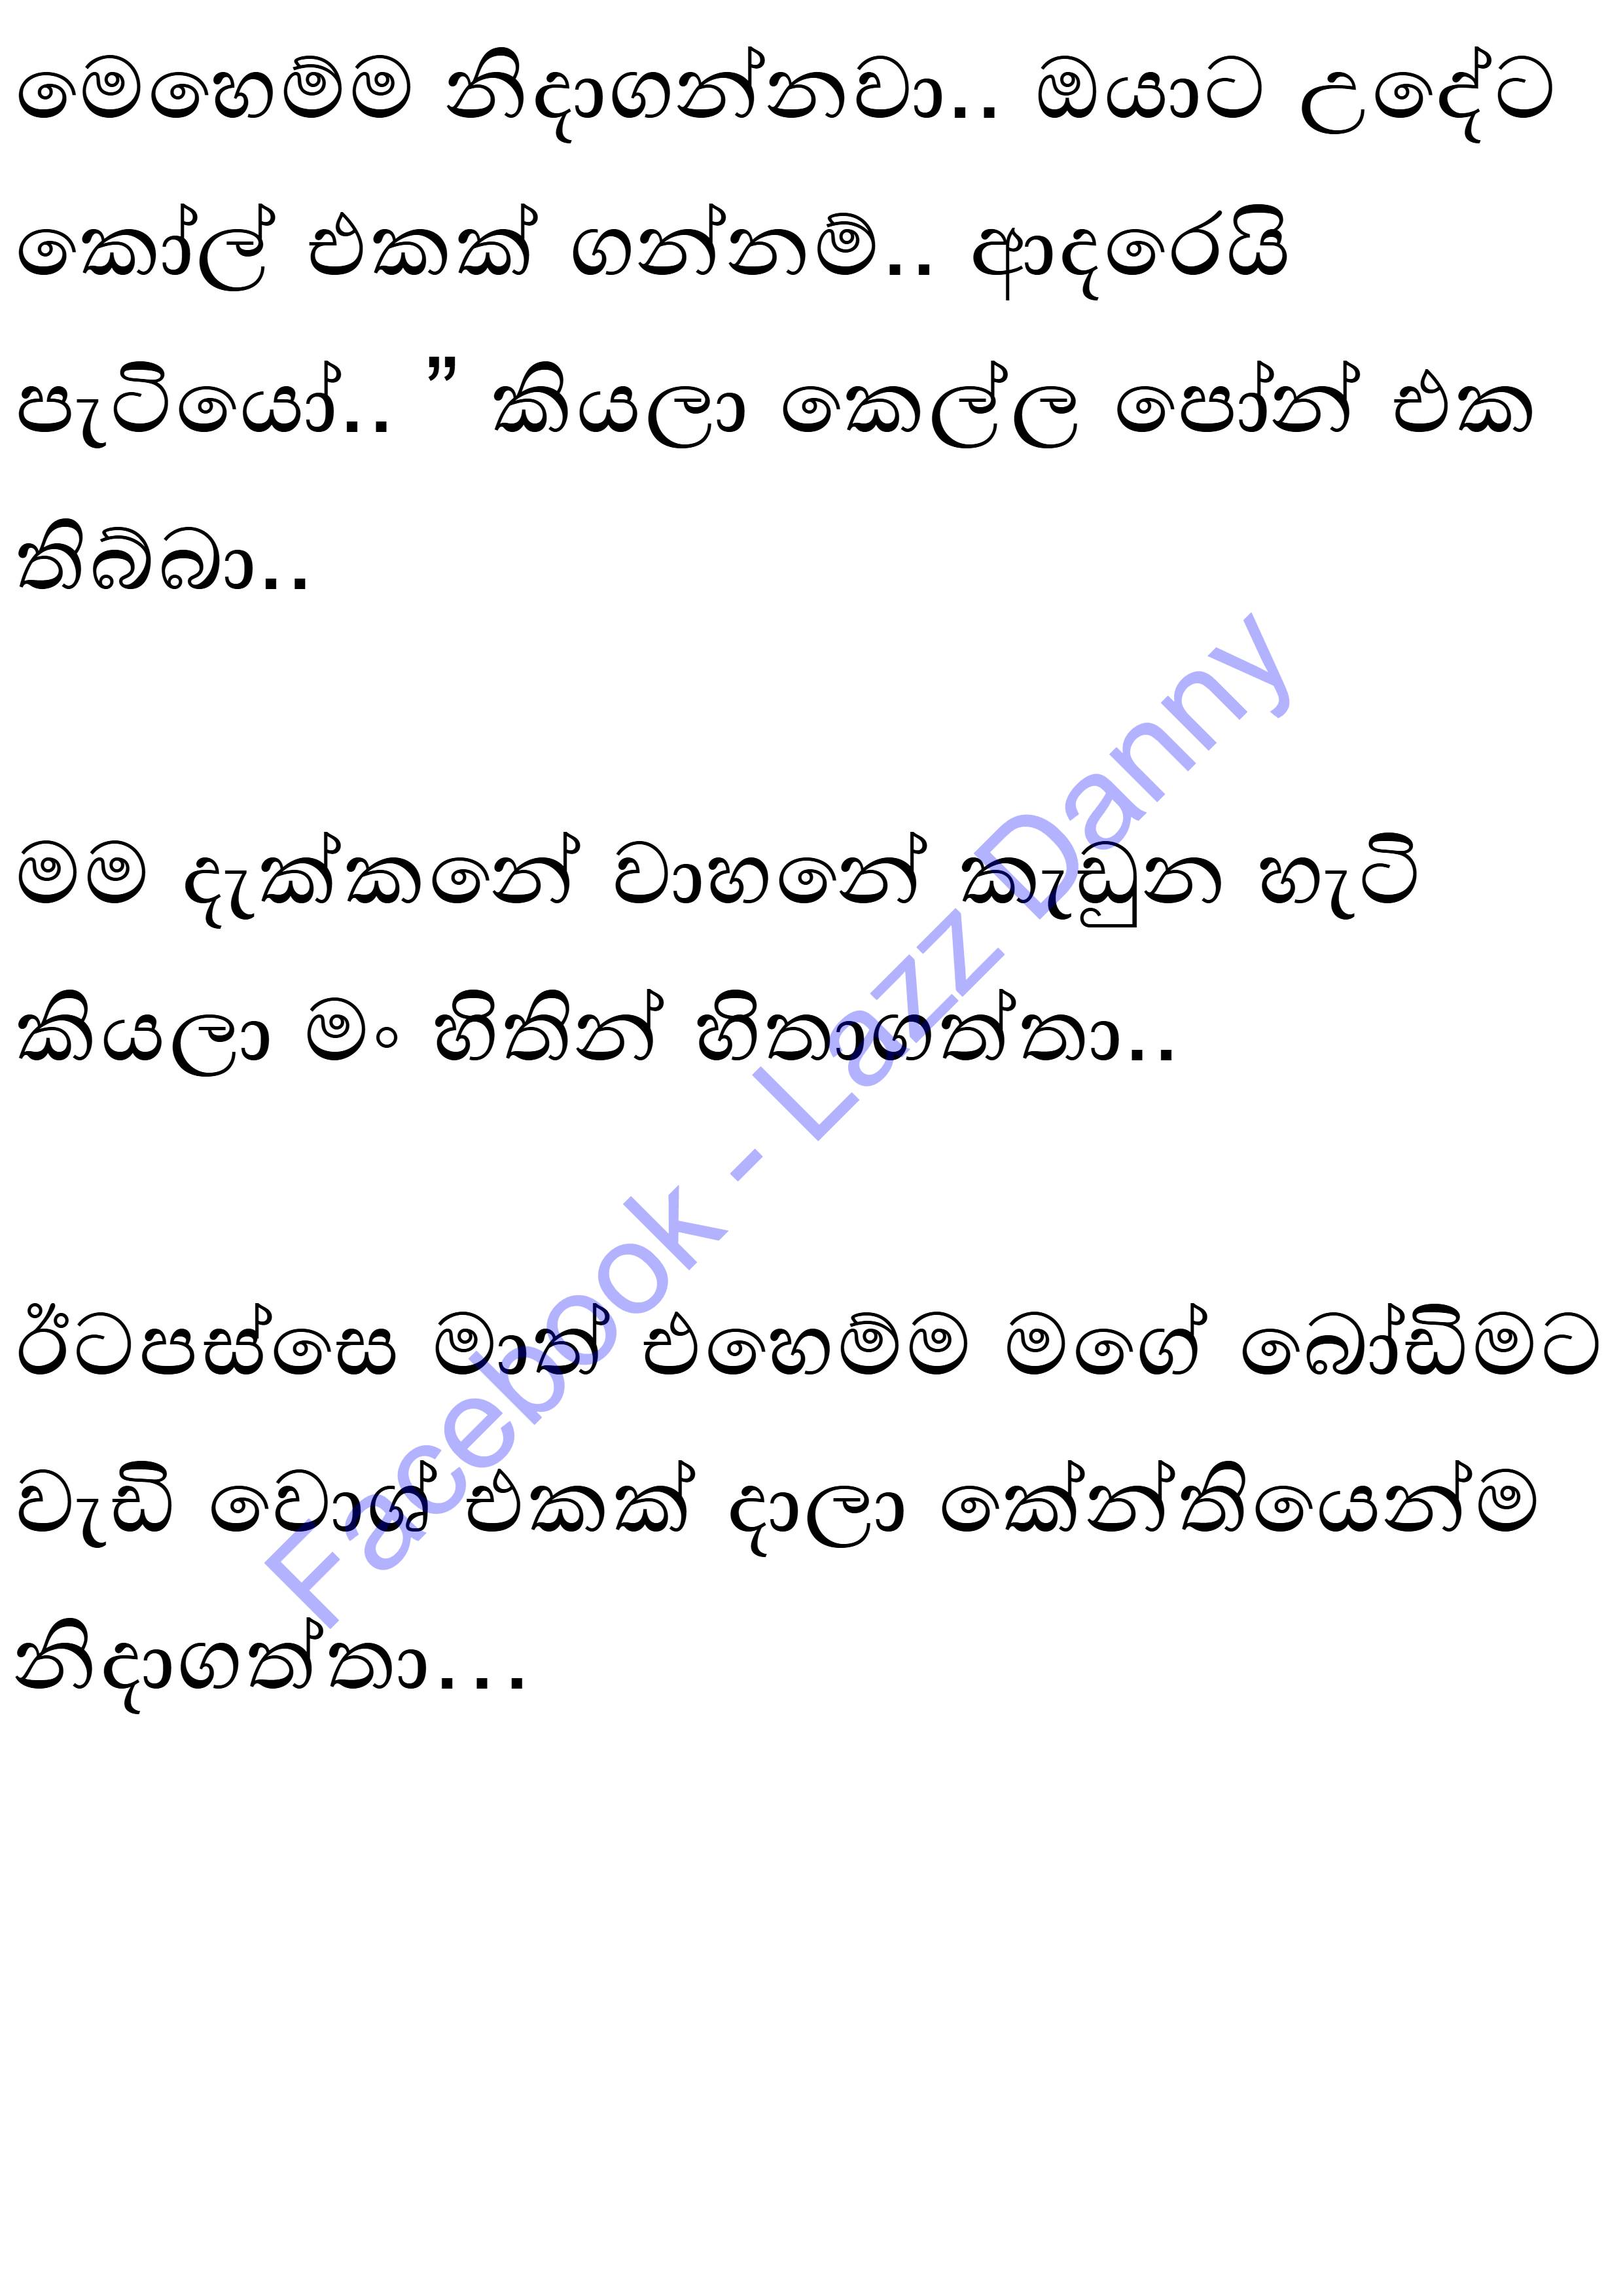 මෙහෙම්ම නිදාගන්නවා.. ඔයාට උදේට
කෝල් එකක් ගන්නම්.. ආදරෙයි
පැටියෝ.. ” කියලා කෙල්ල පෝන් එක
තිබ්බා..
මම දැක්කනේ වාහනේ කැඩුන හැටි
කියලා මං හිතින් හිතාගත්තා..
ඊටපස්සෙ මාත් එහෙම්ම මගේ බෝඩිමට
වැඩි වොශ් එකක් දාලා කේන්තියෙන්ම
නිදාගත්තා...
Facebook - Lazz Danny